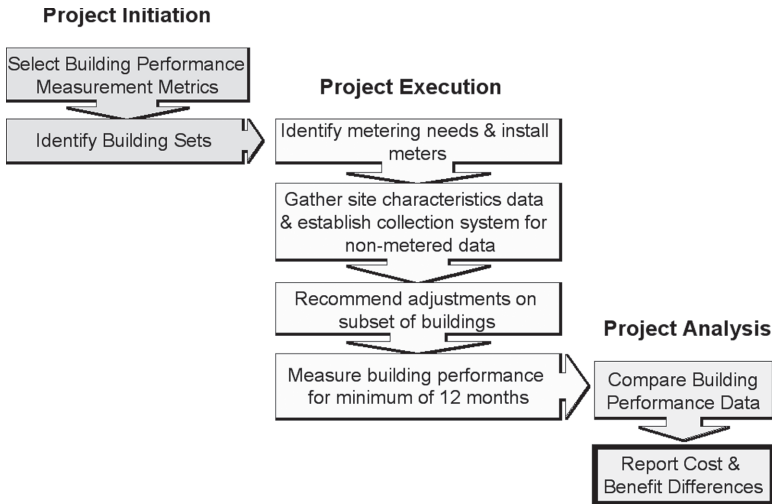 Project Initiation
Select Building Performance
Measurement Metrics
Identify Building Sets
Project Execution
Identify metering needs & install
meters
Gather site characteristics data
& establish collection system for
non-metered data
Recommend adjustments on
subset of buildings
Measure building performance
for minimum of 12 months
Project Analysis
Compare Building
Performance Data
Report Cost &
Benefit Differences